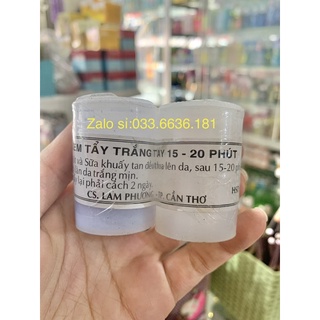 Zalo sỉ:033.6636.181
EM TẨY TRẮNG TAY 15 - 20 PHÚT
và Sữa khuấy tan đều thoa lên da, sau 15-20
da trắng mịn.
lại phải cách 2 ngày.
CS. LAM PHƯƠNG CẦN THƠ